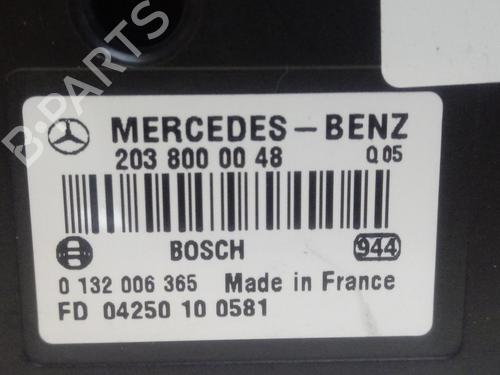 B-PARTS
MERCEDES-BENZ
203 800 00 48 Q 05
BOSCH 944
0 132 006 365 Made in France
FD 04250 10 0581